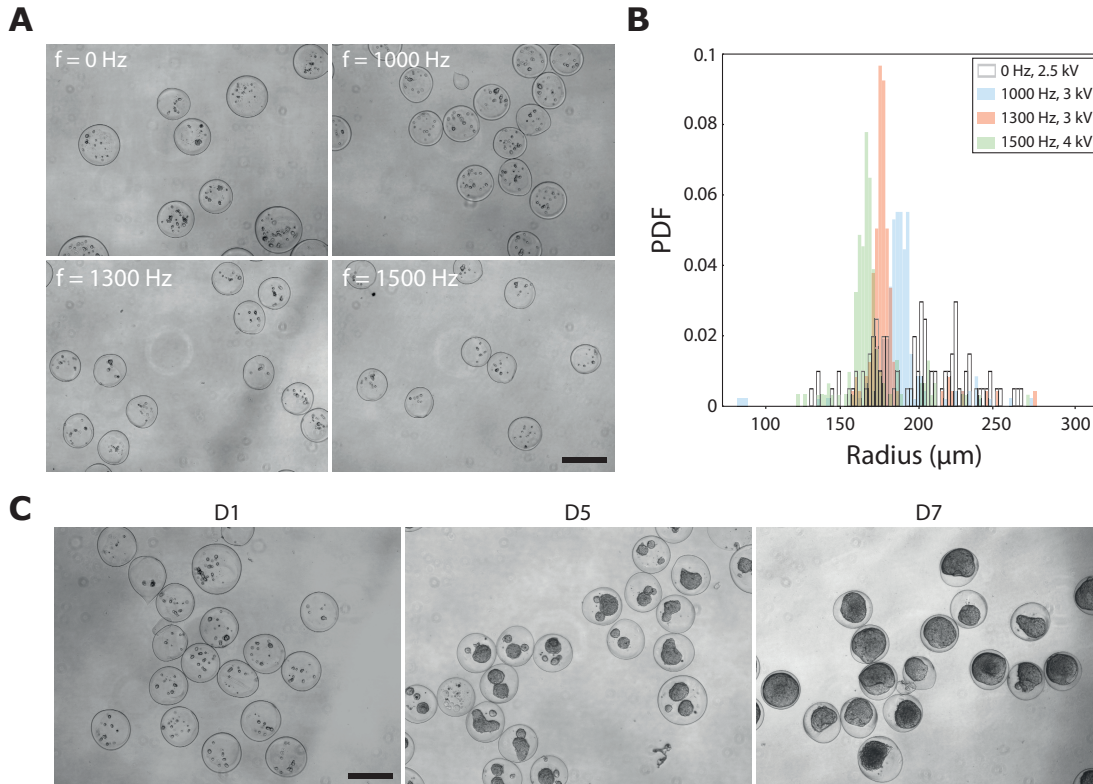 A
f = 0 Hz
f = 1000 Hz
f = 1300 Hz
f = 1500 Hz
B
0.1
0.08
0.06
0.04
0.02
0
PDF
100
150
200
250
300
Radius (μm)
0 Hz, 2.5 kV
1000 Hz, 3 kV
1300 Hz, 3 kV
1500 Hz, 4 kV
C
D1
D5
D7